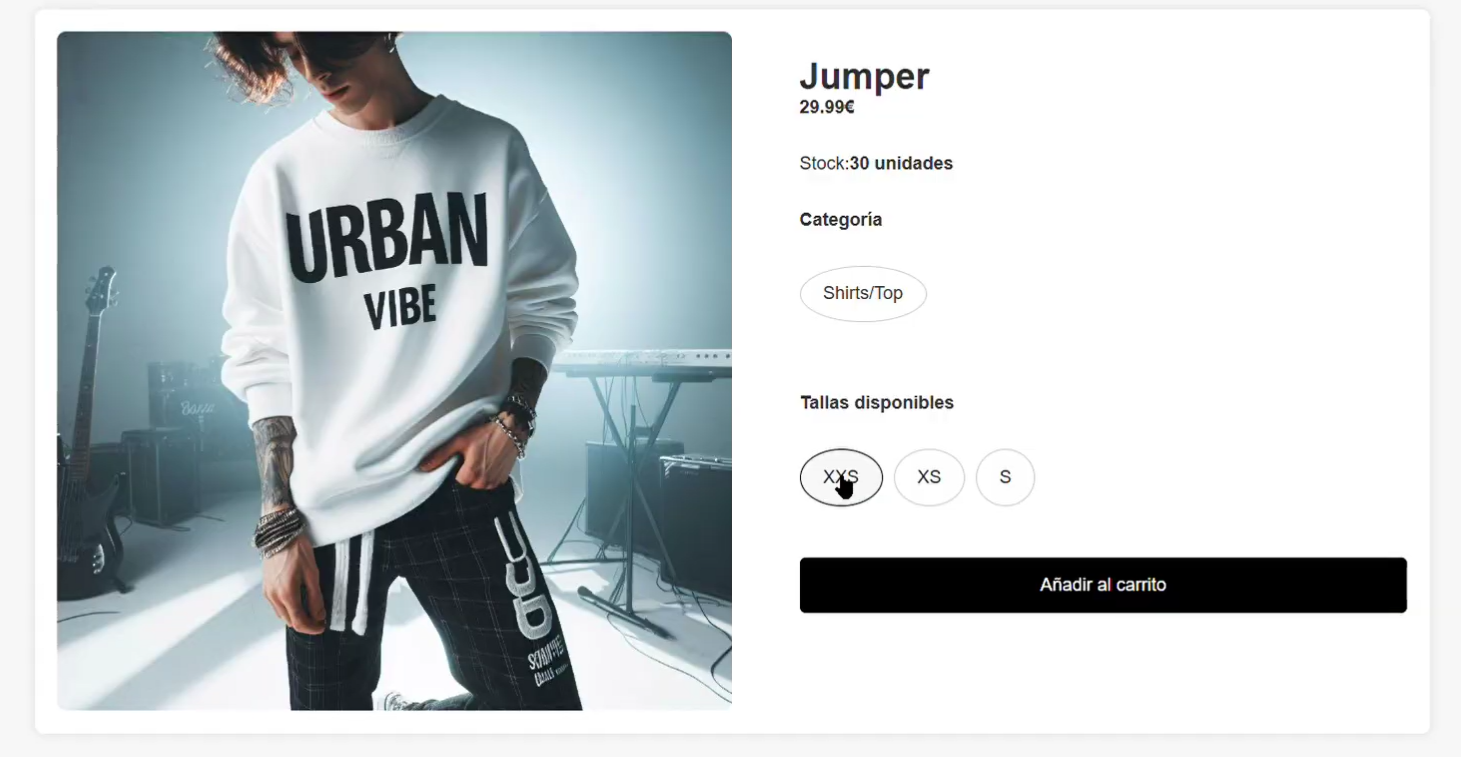 Jumper
29.99€
Stock:30 unidades
Categoría
Shirts/Top
Tallas disponibles
XXS
XS
S
Añadir al carrito
URBAN
VIBE